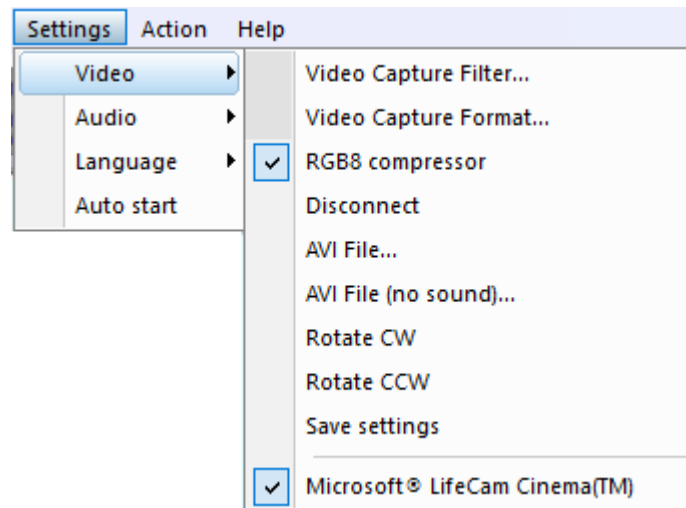 Settings Action Help
Video
Audio
Language
Auto start
Video Capture Filter...
Video Capture Format...
RGB8 compressor
Disconnect
AVI File...
AVI File (no sound)...
Rotate CW
Rotate CCW
Save settings
Microsoft® LifeCam Cinema(TM)